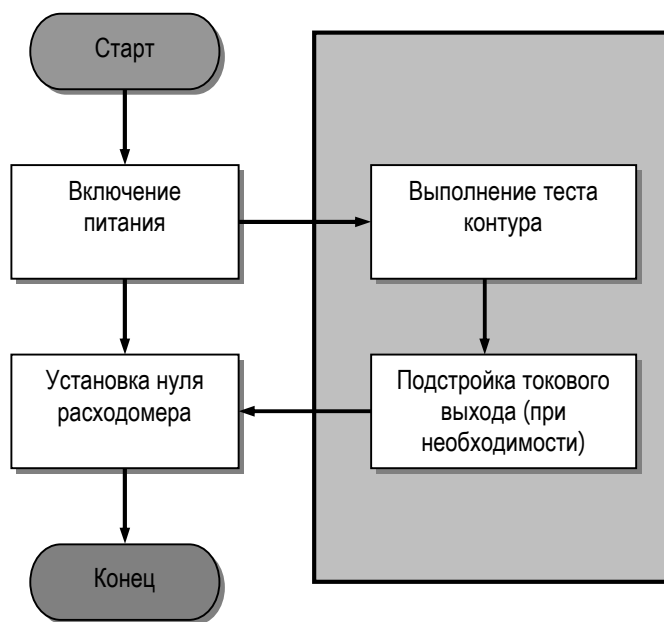 Старт
Включение
питания
Выполнение теста
контура
Установка нуля
расходомера
Подстройка токового
выхода (при
необходимости)
Конец